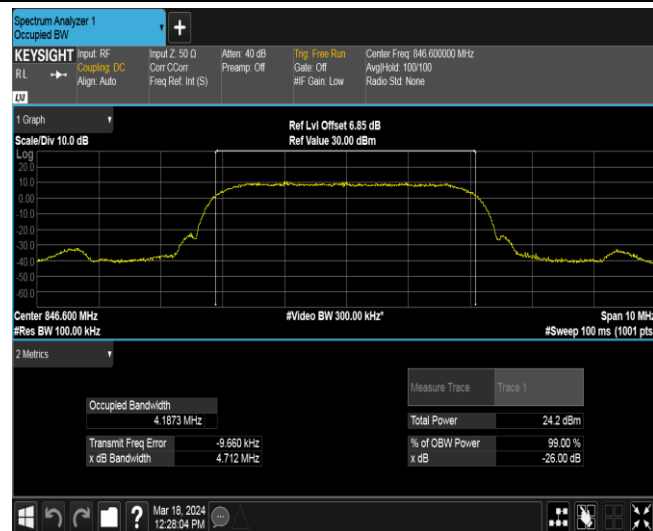 Spectrum Analyzer 1
Occupied BW
+
KEYSIGHT Input: RF Input Z: 50 Ω Atten: 40 dB Trig: Free Run Center Freq: 846.600000 MHz
RL Coupling: DC Corr CCorr Preamp: Off Gate: Off Avg|Hold: 100/100
Align: Auto Freq Ref: Int (S) #IF Gain: Low Radio Std: None
LXI
1 Graph Ref Lvl Offset 6.85 dB
Scale/Div 10.0 dB Ref Value 30.00 dBm
Log
20.0
10.0
0.00
-10.0
-20.0
-30.0
-40.0
-50.0
-60.0
Center 846.600 MHz #Video BW 300.00 kHz* Span 10 MHz
#Res BW 100.00 kHz #Sweep 100 ms (1001 pts
2 Metrics
Measure Trace Trace 1
Occupied Bandwidth
4.1873 MHz Total Power 24.2 dBm
Transmit Freq Error -9.660 kHz % of OBW Power 99.00 %
x dB Bandwidth 4.712 MHz x dB -26.00 dB
? Mar 18, 2024
12:28:04 PM